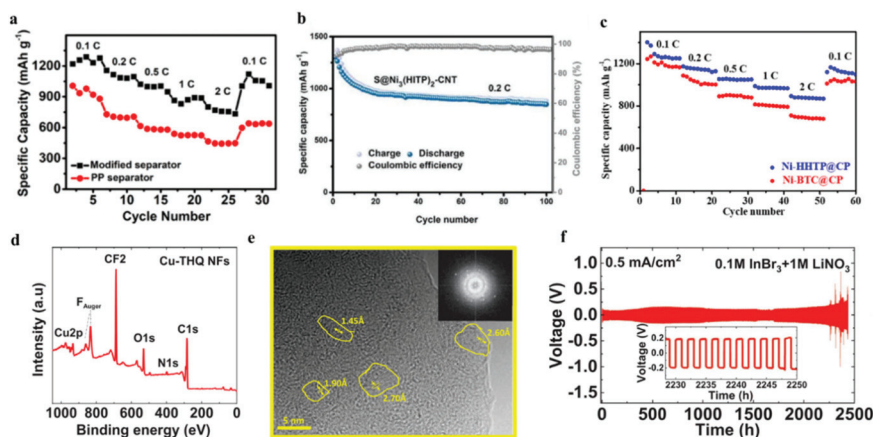 a
0.1 C
0.2 C
0.5 C
1 C
2 C
0.1 C
1500
1200
900
600
300
0
Specific Capacity (mAh g⁻¹)
Modified separator
PP separator
0 5 10 15 20 25 30
Cycle Number
b
1500
1000
500
0
Specific capacity (mAh g⁻¹)
S@Ni₃(HITP)₂-CNT
0.2 C
Charge Discharge
Coulombic efficiency
100
80
60
40
20
0
Coulombic efficiency (%)
0 20 40 60 80 100
Cycle number
c
0.1 C
0.2 C
0.5 C
1 C
2 C
0.1 C
1400
1050
700
350
0
Specific capacity (mAh g⁻¹)
Ni-HHTP@CP
Ni-BTC@CP
0 10 20 30 40 50 60
Cycle number
d
Cu-THQ NFs
CF2
F Auger
Cu2p
O1s
N1s
C1s
Intensity (a.u)
1000 800 600 400 200 0
Binding energy (eV)
e
1.45Å
2.60Å
1.90Å
2.70Å
5 nm
f
0.5 mA/cm²
0.1M InBr₃+1M LiNO₃
1.0
0.5
0.0
-0.5
-1.0
-1.5
Voltage (V)
0.2
0.0
-0.2
Voltage (V)
2230 2235 2240 2245 2250
Time (h)
0 500 1000 1500 2000 2500
Time (h)